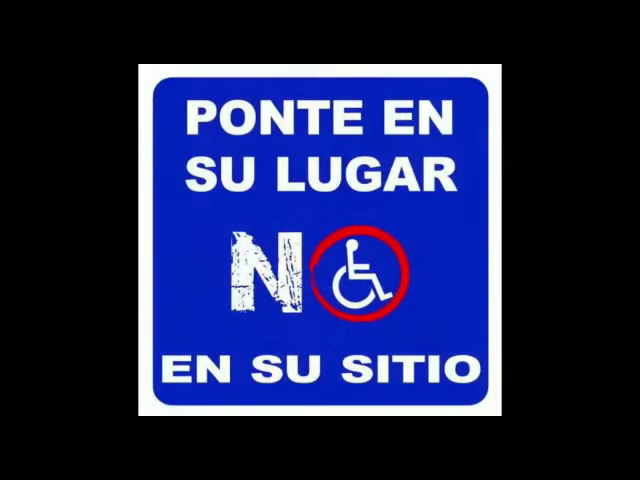 PONTE EN
SU LUGAR
NO
EN SU SITIO